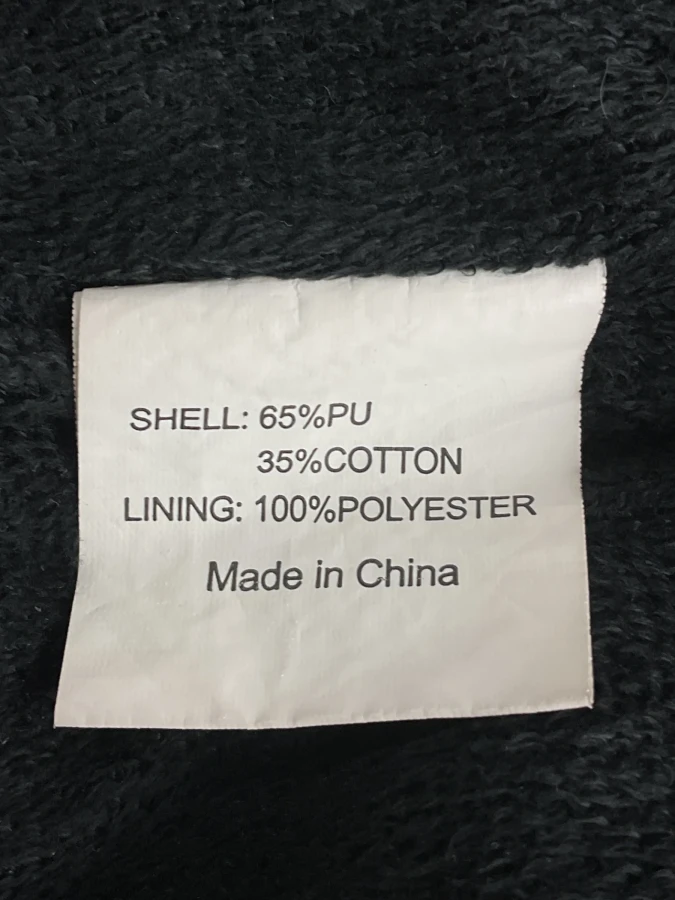 SHELL: 65%PU
35%COTTON
LINING: 100%POLYESTER
Made in China